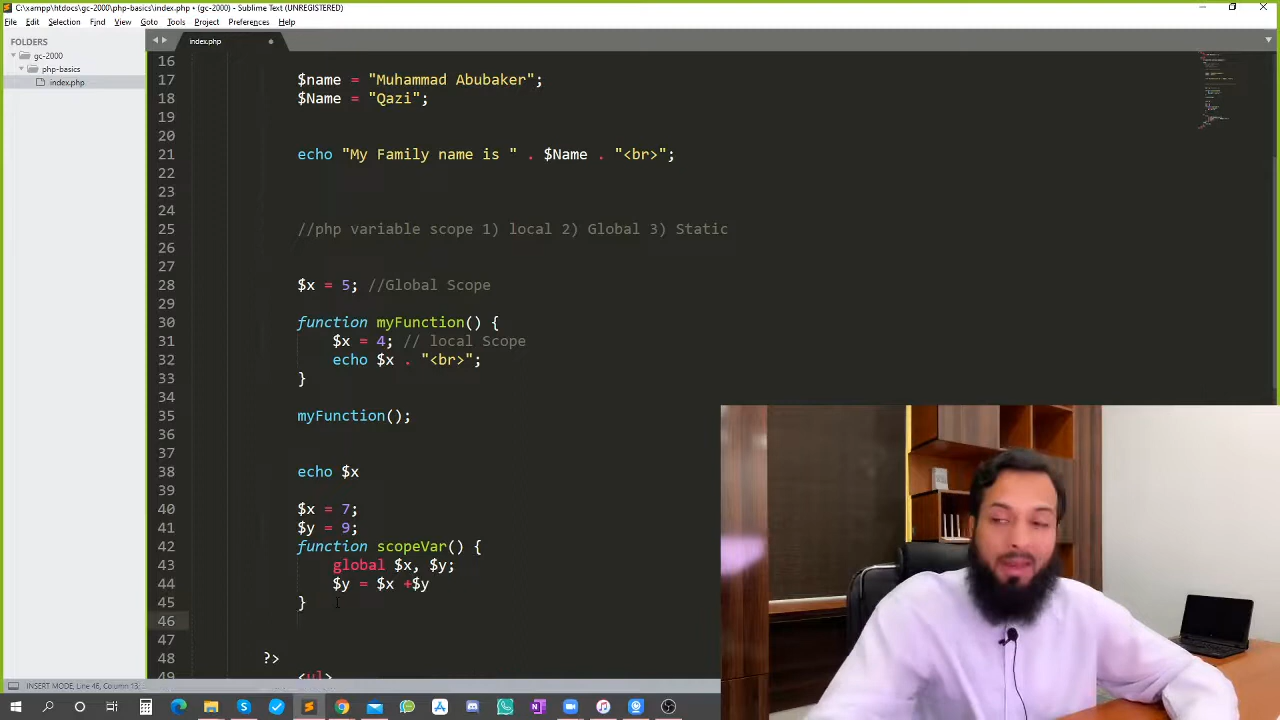 C:\xampp\htdocs\gc-2000\php-basics\index.php • (gc-2000) - Sublime Text (UNREGISTERED)
File Edit Selection Find View Goto Tools Project Preferences Help
FOLDERS
gc-2000
php-basics
index.php
index.php
16
17 $name = "Muhammad Abubaker";
18 $Name = "Qazi";
19
20
21 echo "My Family name is " . $Name . "<br>";
22
23
24
25 //php variable scope 1) local 2) Global 3) Static
26
27
28 $x = 5; //Global Scope
29
30 function myFunction() {
31 $x = 4; // local Scope
32 echo $x . "<br>";
33 }
34
35 myFunction();
36
37
38 echo $x
39
40 $x = 7;
41 $y = 9;
42 function scopeVar() {
43 global $x, $y;
44 $y = $x +$y
45 }
46
47
48 ?>
49 <ul>
INSERT MODE, Line 46, Column 13